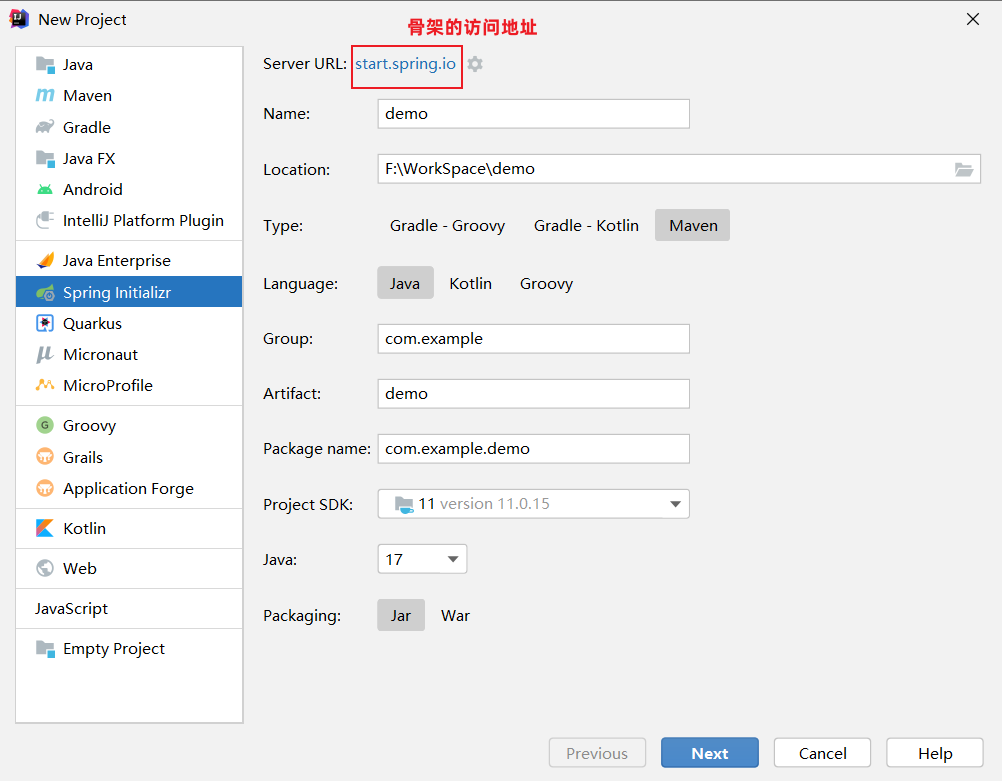 New Project
骨架的访问地址
Java
Maven
Gradle
Java FX
Android
IntelliJ Platform Plugin
Java Enterprise
Spring Initializr
Quarkus
Micronaut
MicroProfile
Groovy
Grails
Application Forge
Kotlin
Web
JavaScript
Empty Project
Server URL: start.spring.io
Name: demo
Location: F:\WorkSpace\demo
Type: Gradle - Groovy Gradle - Kotlin Maven
Language: Java Kotlin Groovy
Group: com.example
Artifact: demo
Package name: com.example.demo
Project SDK: 11 version 11.0.15
Java: 17
Packaging: Jar War
Previous Next Cancel Help